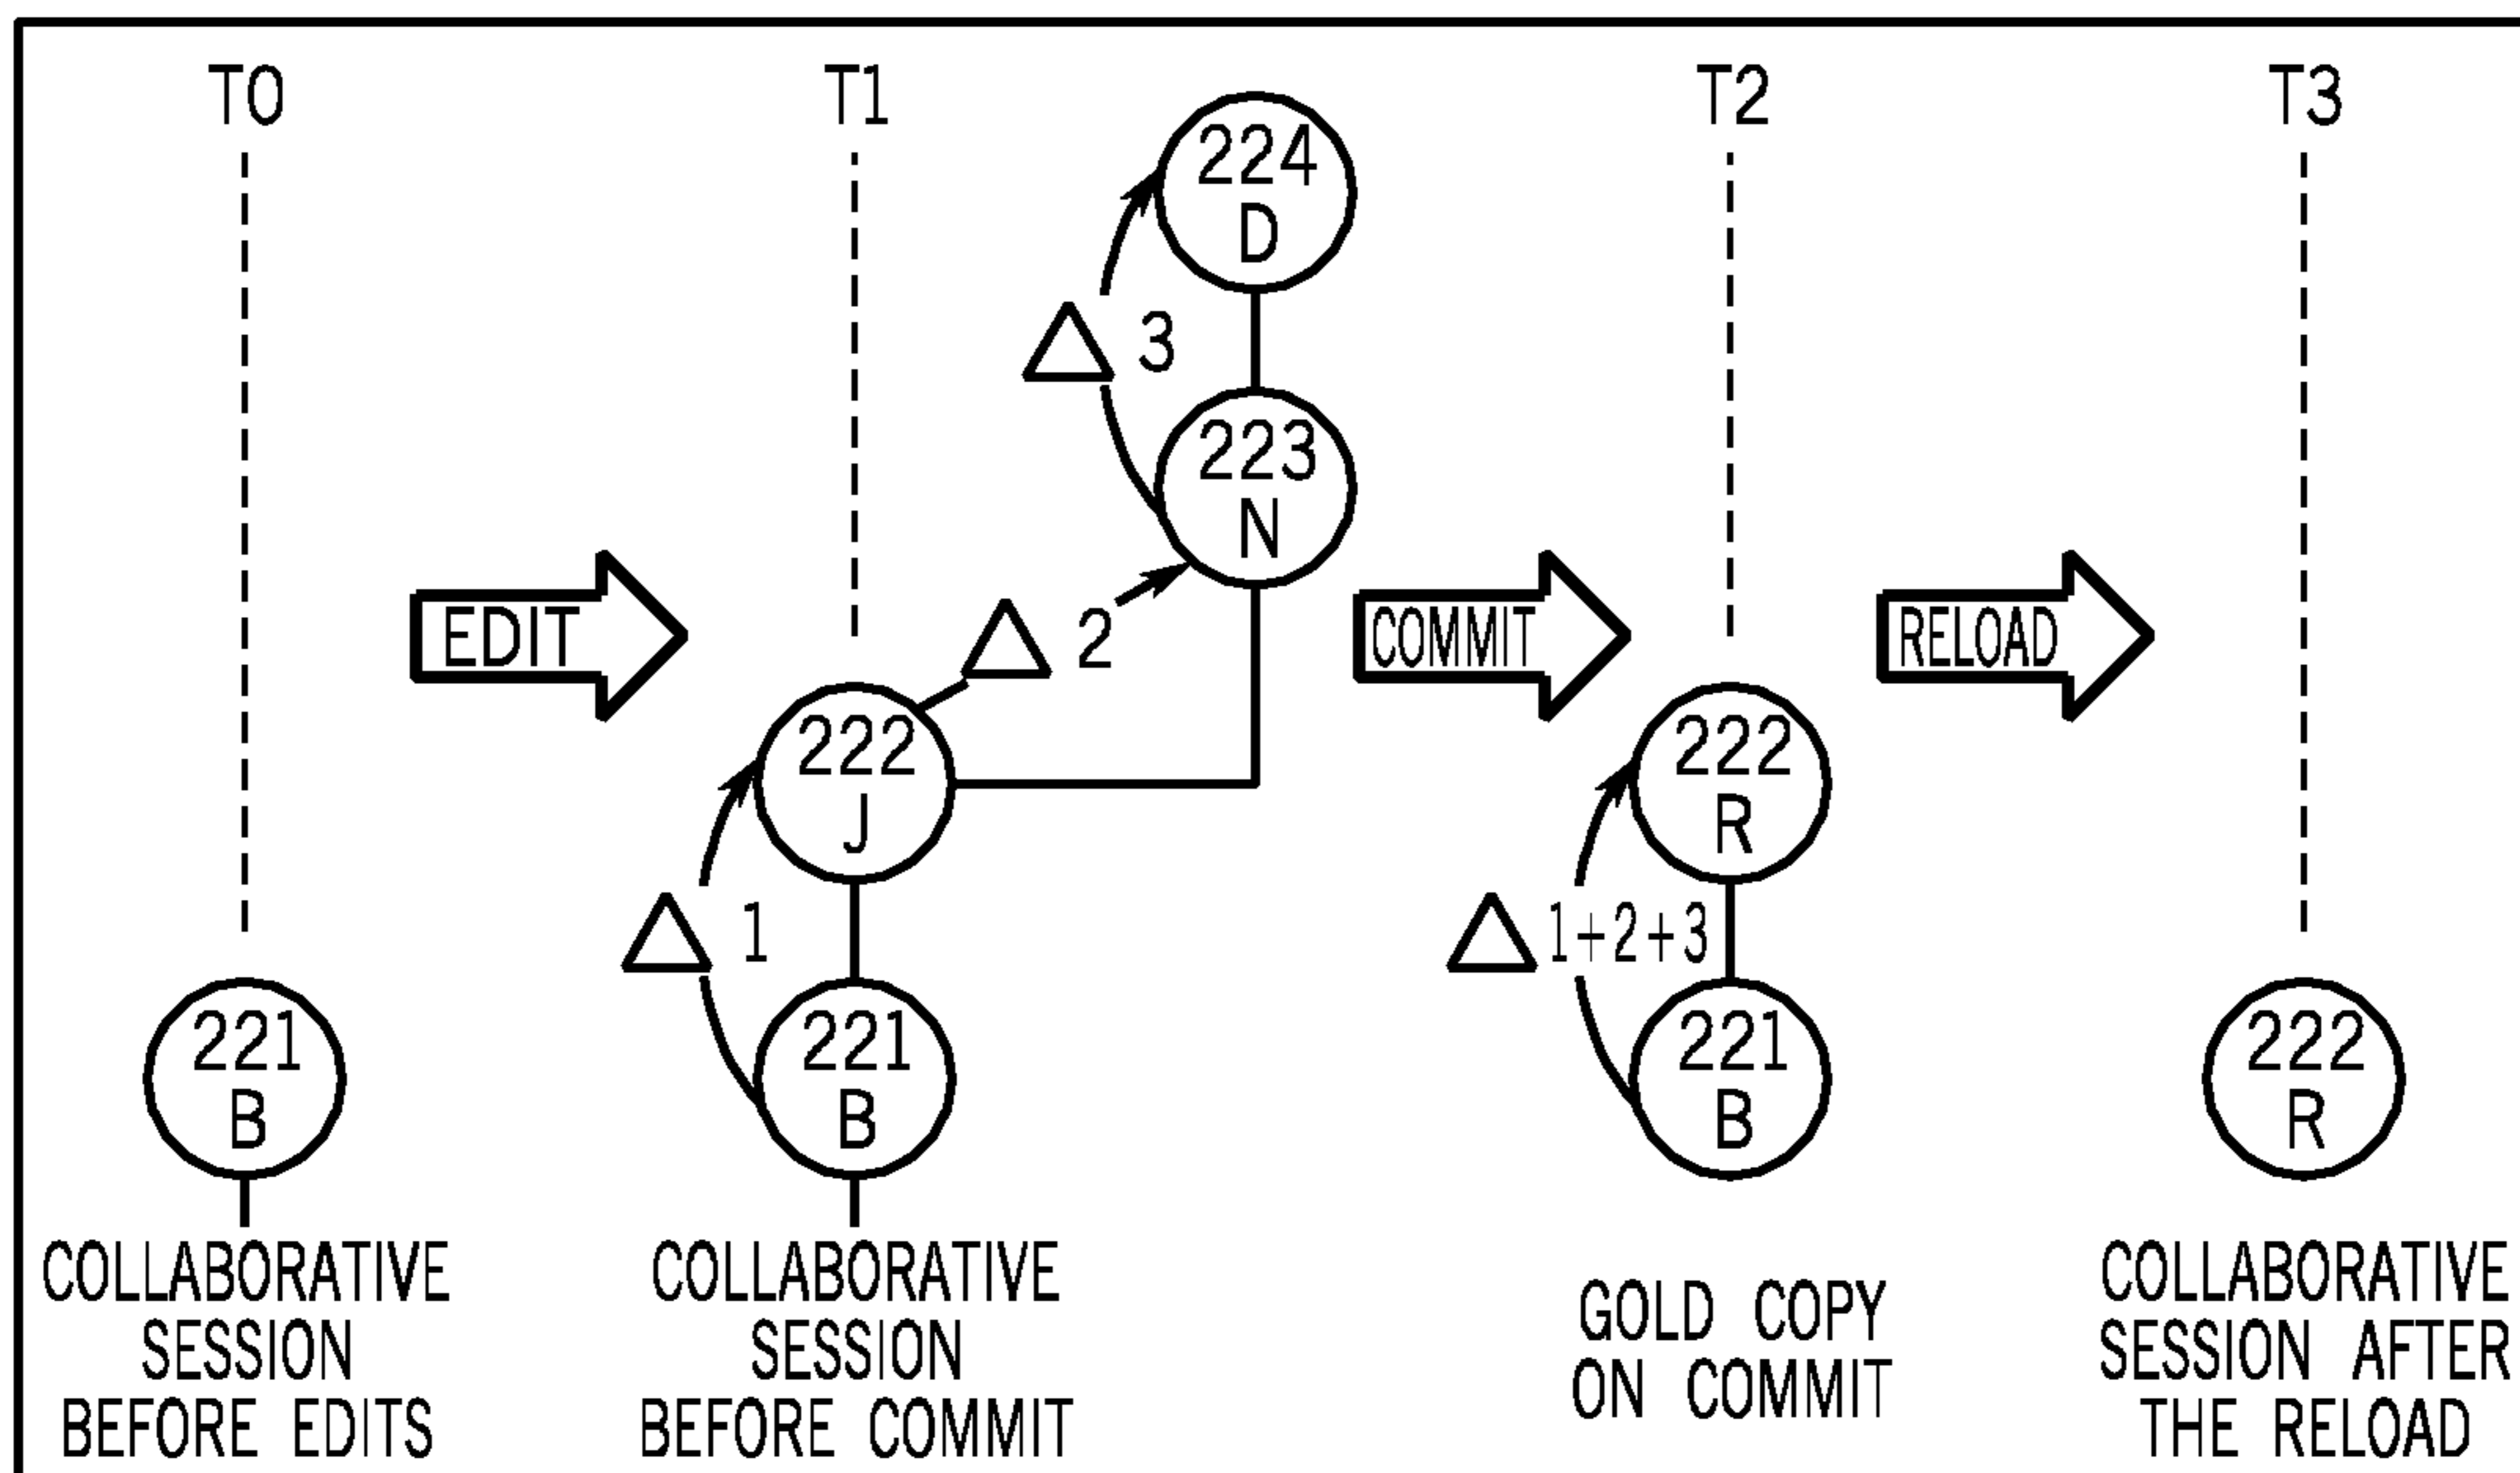 T0
T1
T2
T3
224
D
△ 3
223
N
EDIT
△ 2
COMMIT
RELOAD
222
J
222
R
△ 1
△ 1+2+3
221
B
221
B
221
B
222
R
COLLABORATIVE
SESSION
BEFORE EDITS
COLLABORATIVE
SESSION
BEFORE COMMIT
GOLD COPY
ON COMMIT
COLLABORATIVE
SESSION AFTER
THE RELOAD